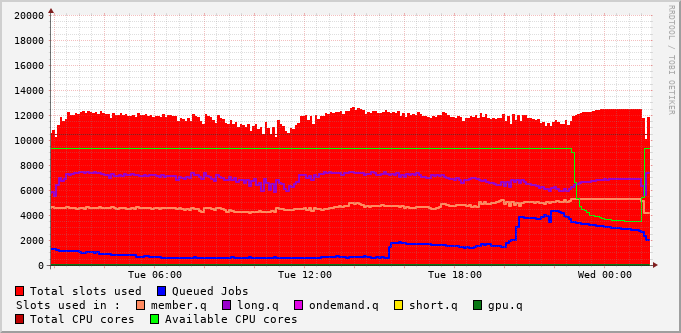 20000
18000
16000
14000
12000
10000
8000
6000
4000
2000
0
Tue 06:00 Tue 12:00 Tue 18:00 Wed 00:00
Total slots used Queued Jobs
Slots used in : member.q long.q ondemand.q short.q gpu.q
Total CPU cores Available CPU cores
RRDTOOL / TOBI OETIKER